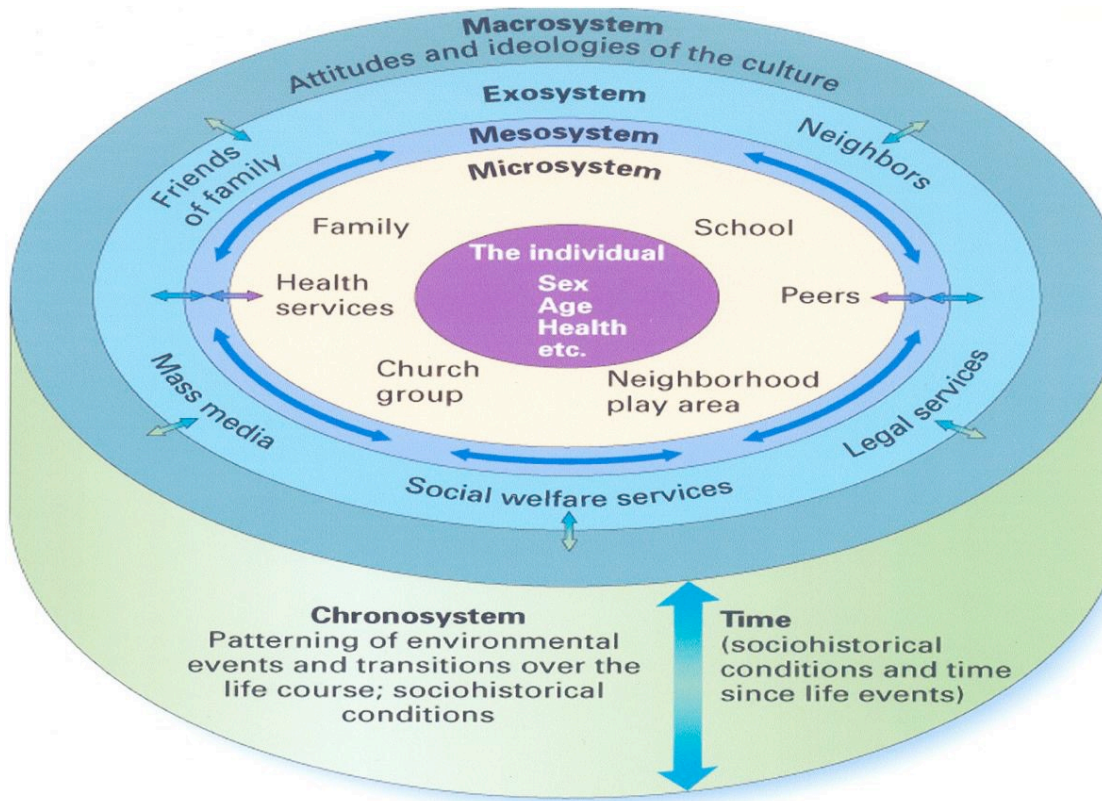 Macrosystem
Attitudes and ideologies of the culture
Exosystem
Mesosystem
Microsystem
Friends
of family
Neighbors
Family
School
The individual
Sex
Age
Health
etc.
Health
services
Peers
Church
group
Neighborhood
play area
Mass media
Legal services
Social welfare services
Chronosystem
Patterning of environmental
events and transitions over the
life course; sociohistorical
conditions
Time
(sociohistorical
conditions and time
since life events)